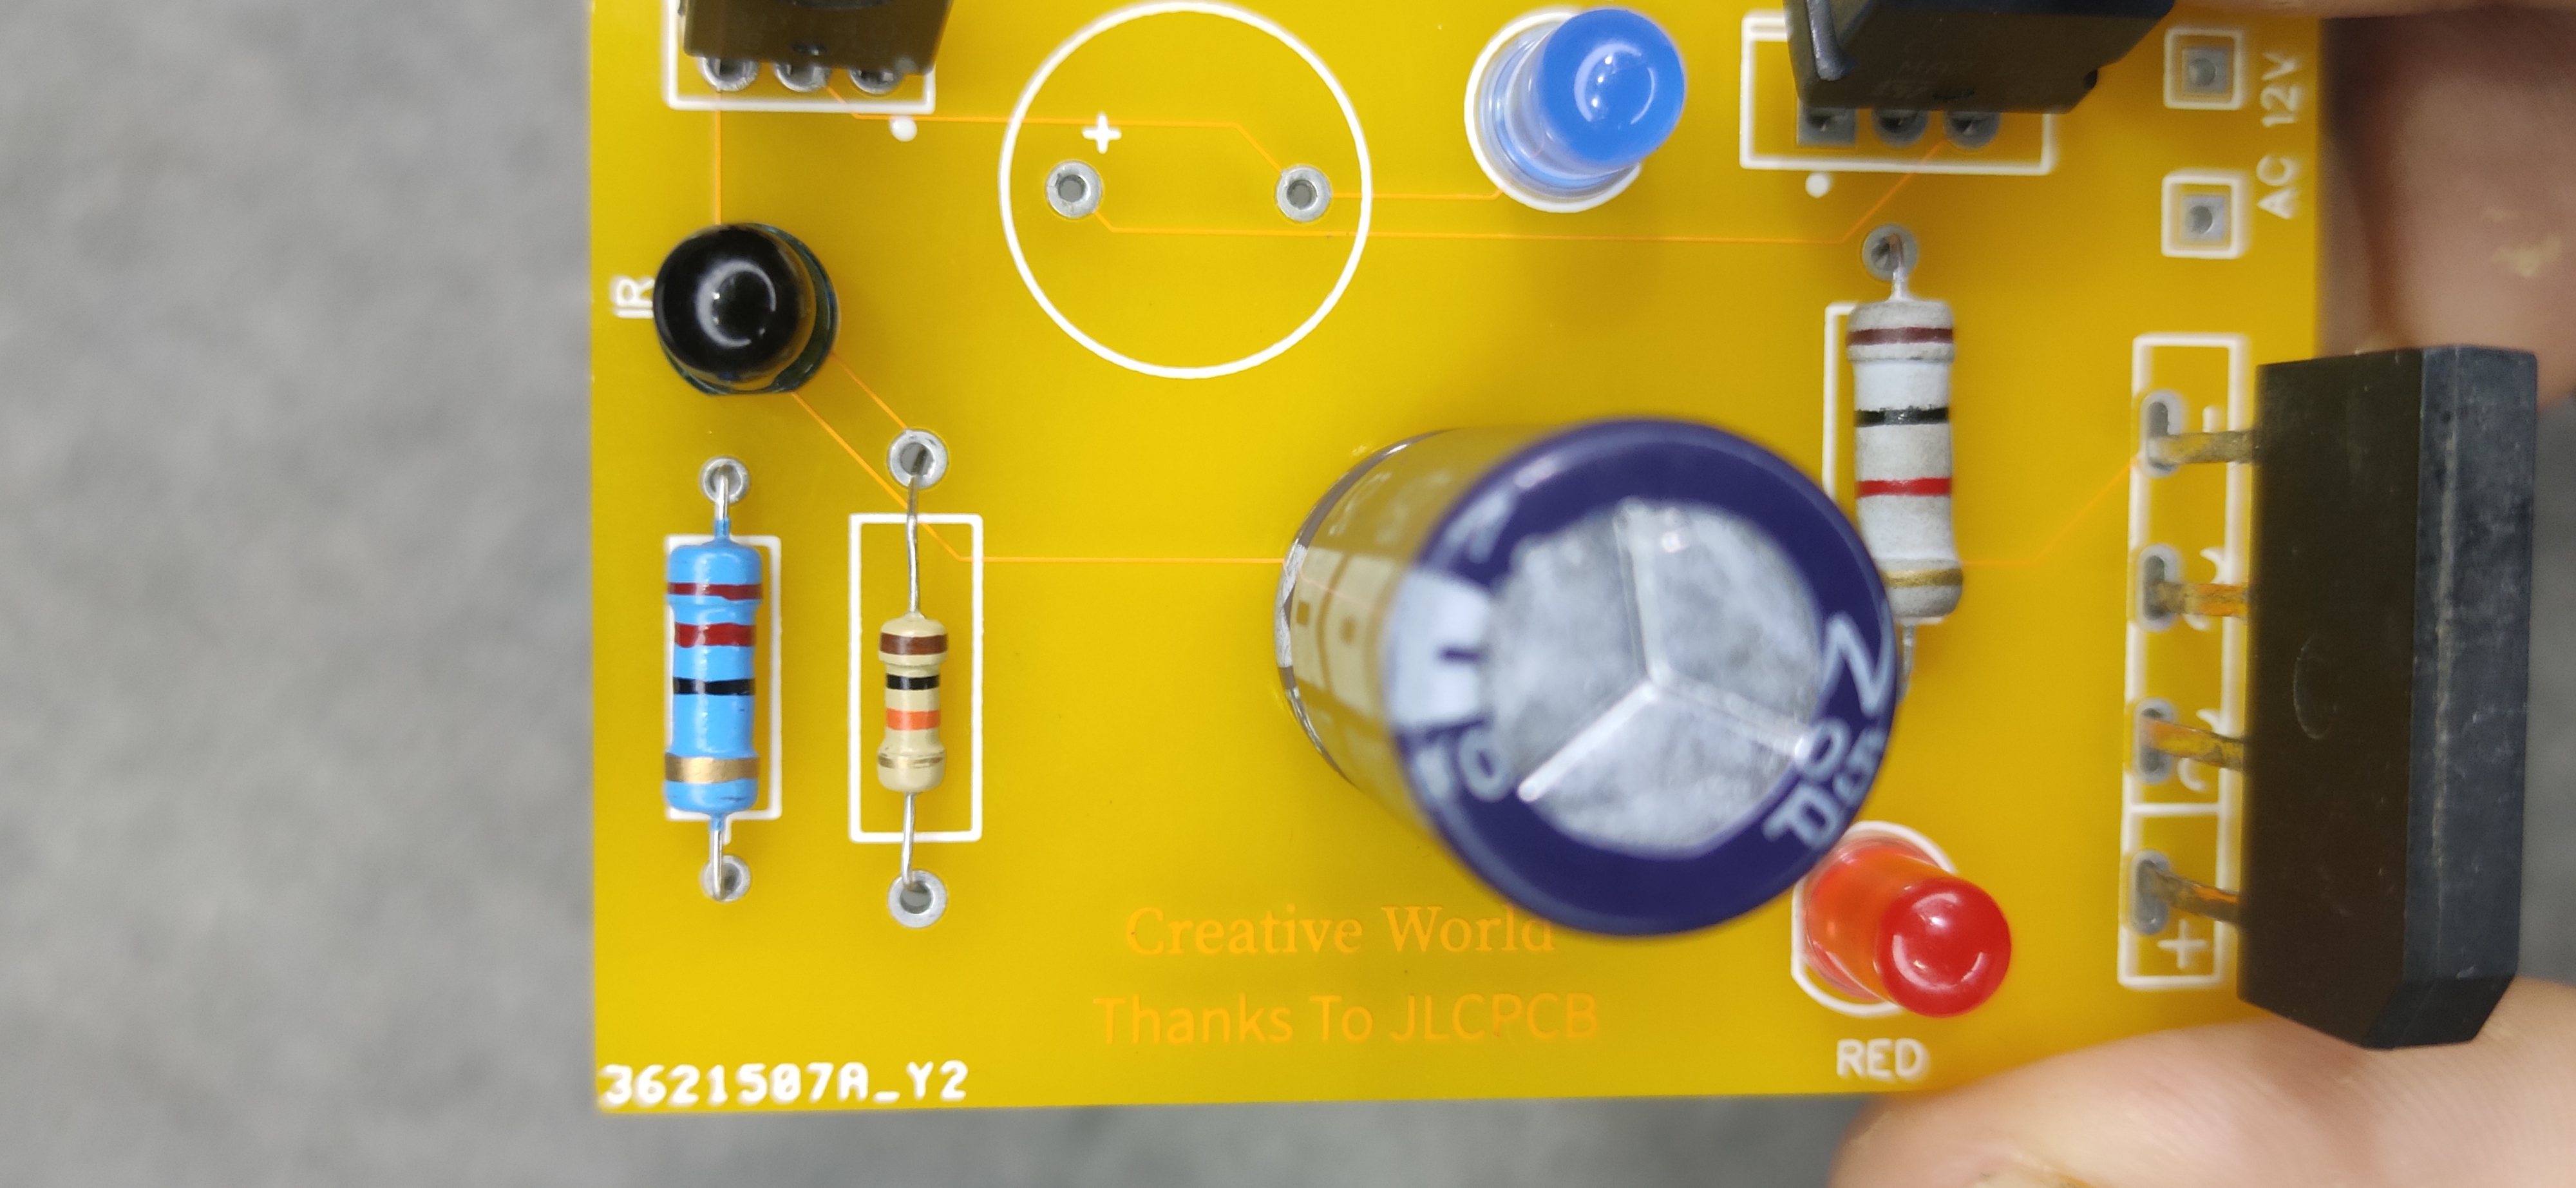 +
AC 12V
IR
Creative World
Thanks To JLCPCB
+
RED
3621507A_Y2